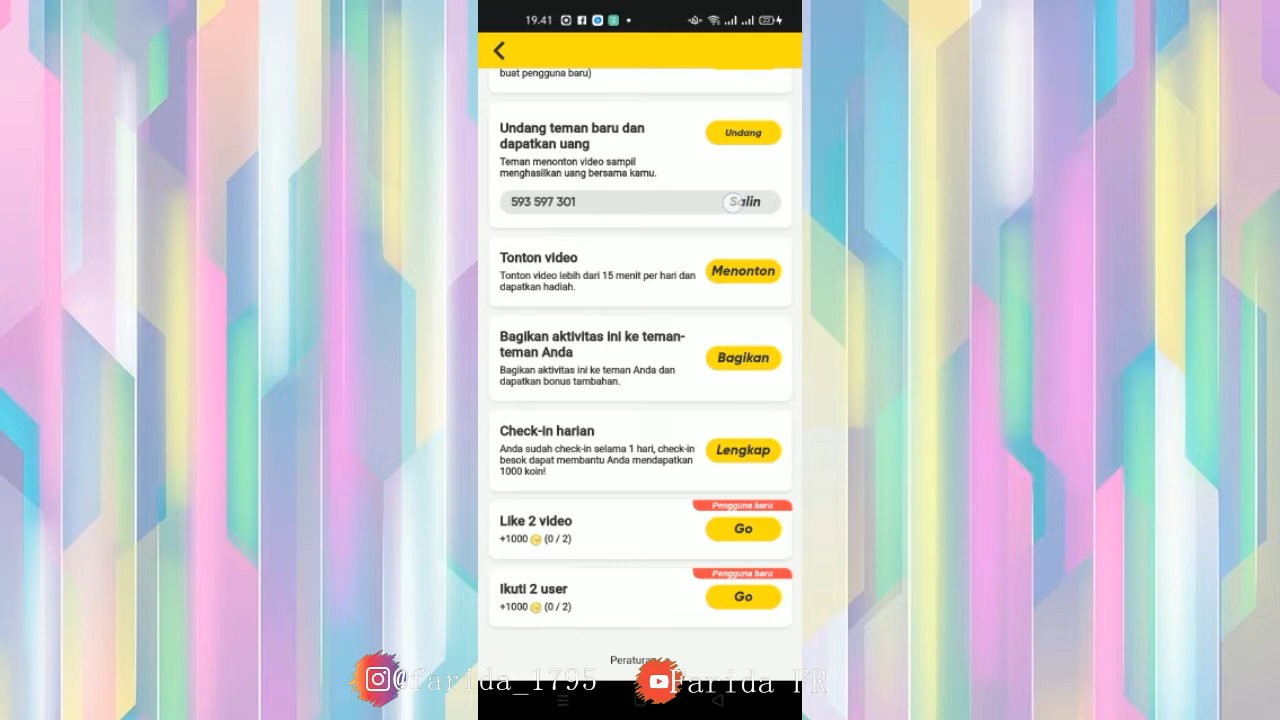 19.41
22
buat pengguna baru)
Undang teman baru dan
dapatkan uang
Undang
Teman menonton video sampil
menghasilkan uang bersama kamu.
593 597 301
Salin
Tonton video
Tonton video lebih dari 15 menit per hari dan
dapatkan hadiah.
Menonton
Bagikan aktivitas ini ke teman-
teman Anda
Bagikan aktivitas ini ke teman Anda dan
dapatkan bonus tambahan.
Bagikan
Check-in harian
Anda sudah check-in selama 1 hari, check-in
besok dapat membantu Anda mendapatkan
1000 koin!
Lengkap
Pengguna baru
Like 2 video
+1000 (0 / 2)
Go
Pengguna baru
Ikuti 2 user
+1000 (0 / 2)
Go
Peraturan
@farida_1795
Farida FR